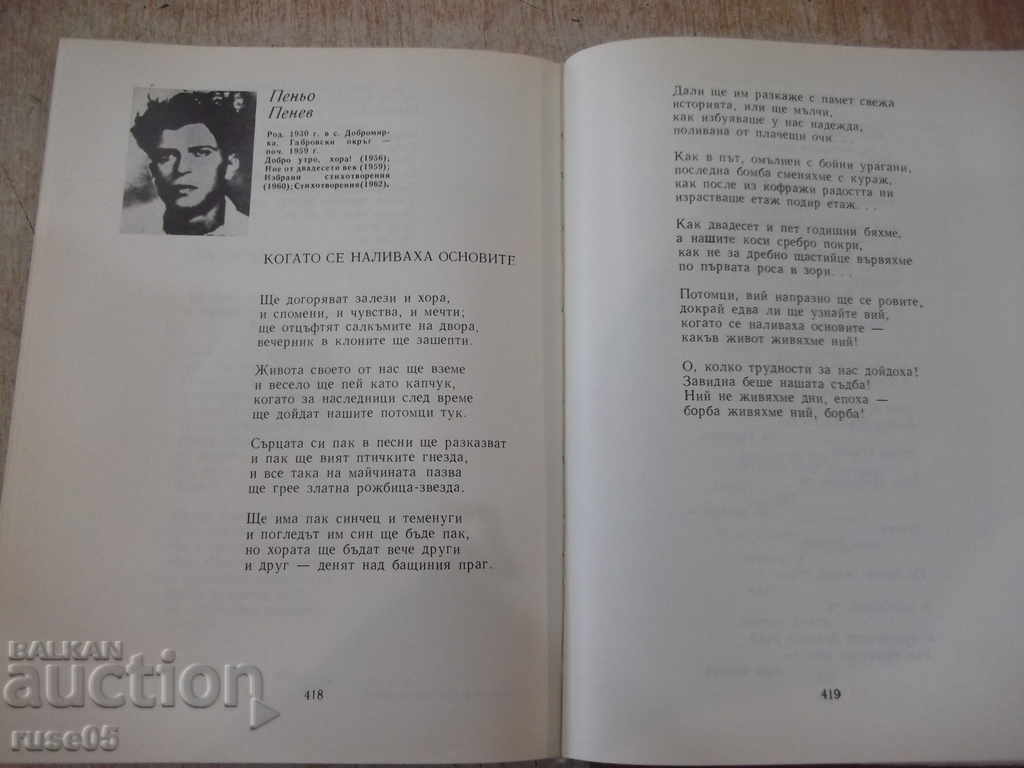 Пеньо
Пенев
Род. 1930 г. в с. Добромир-
ка. Габровски окръг —
поч. 1959 г.
Добро утро, хора! (1956);
Ние от двадесето век (1959);
Избрани стихотворения
(1960); Стихотворения(1962).
КОГАТО СЕ НАЛИВАХА ОСНОВИТЕ
Ще догоряват залези и хора,
и спомени, и чувства, и мечти;
ще отцъфтят салкъмите на двора,
вечерник в клоните ще зашепти.
Живота своето от нас ще вземе
и весело ще пей като капчук,
когато за наследници след време
ще дойдат нашите потомци тук.
Сърцата си пак в песни ще разказват
и пак ще вият птичките гнезда,
и все така на майчината пазва
ще грее златна рожбица-звезда.
Ще има пак синчец и теменуги
и погледът им син ще бъде пак,
но хората ще бъдат вече други
и друг — денят над бащиния праг.
418
Дали ще им разкаже с памет свежа
историята, или ще мълчи,
как избуяваше у нас надежда,
поливана от плачещи очи. . .
Как в път, омълнен с бойни урагани,
последна бомба сменяхме с кураж,
как после из кофражи радостта ни
израстваше етаж подир етаж. . .
Как двадесет и пет годишни бяхме,
а нашите коси сребро покри,
как не за дребно щастийце вървяхме
по първата роса в зори. . .
Потомци, вий напразно ще се ровите,
докрай едва ли ще узнайте вий,
когато се наливаха основите —
какъв живот живяхме ний!
О, колко трудности за нас дойдоха!
Завидна беше нашата съдба!
Ний не живяхме дни, епоха —
борба живяхме ний, борба!
419
BALKAN
auction
ruse05